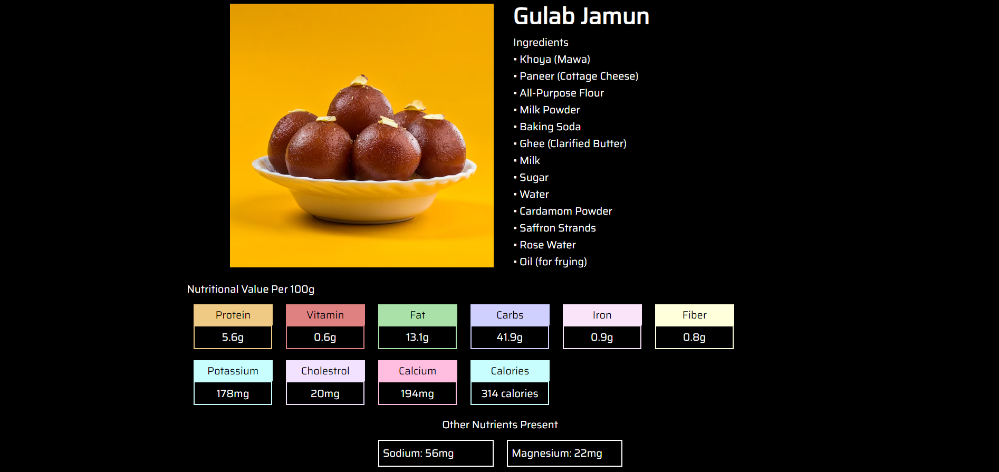 Gulab Jamun
Ingredients
▪ Khoya (Mawa)
▪ Paneer (Cottage Cheese)
▪ All-Purpose Flour
▪ Milk Powder
▪ Baking Soda
▪ Ghee (Clarified Butter)
▪ Milk
▪ Sugar
▪ Water
▪ Cardamom Powder
▪ Saffron Strands
▪ Rose Water
▪ Oil (for frying)
Nutritional Value Per 100g
Protein Vitamin Fat Carbs Iron Fiber
5.6g 0.6g 13.1g 41.9g 0.9g 0.8g
Potassium Cholestrol Calcium Calories
178mg 20mg 194mg 314 calories
Other Nutrients Present
Sodium: 56mg Magnesium: 22mg